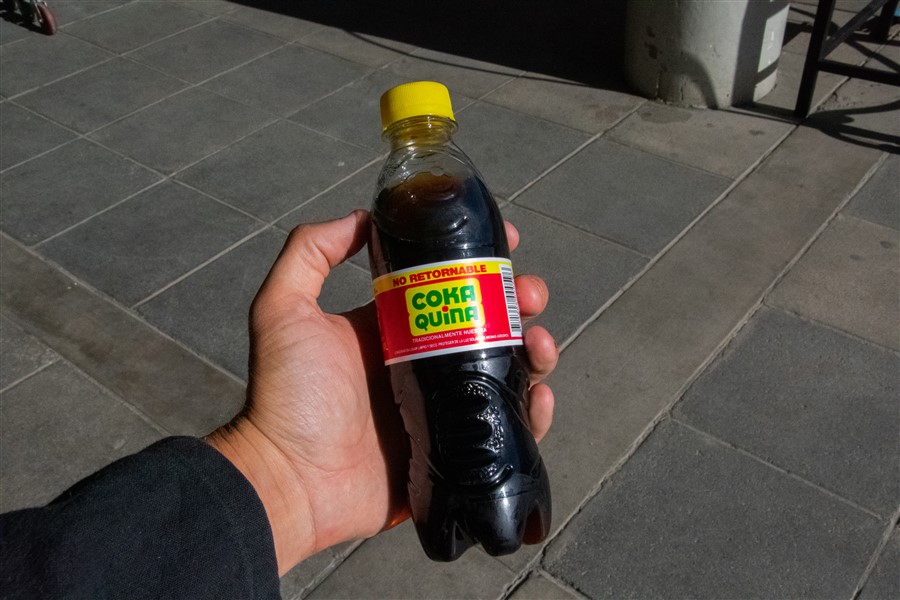 NO RETORNABLE
COKA
QUINA
TRADICIONALMENTE NUESTRA